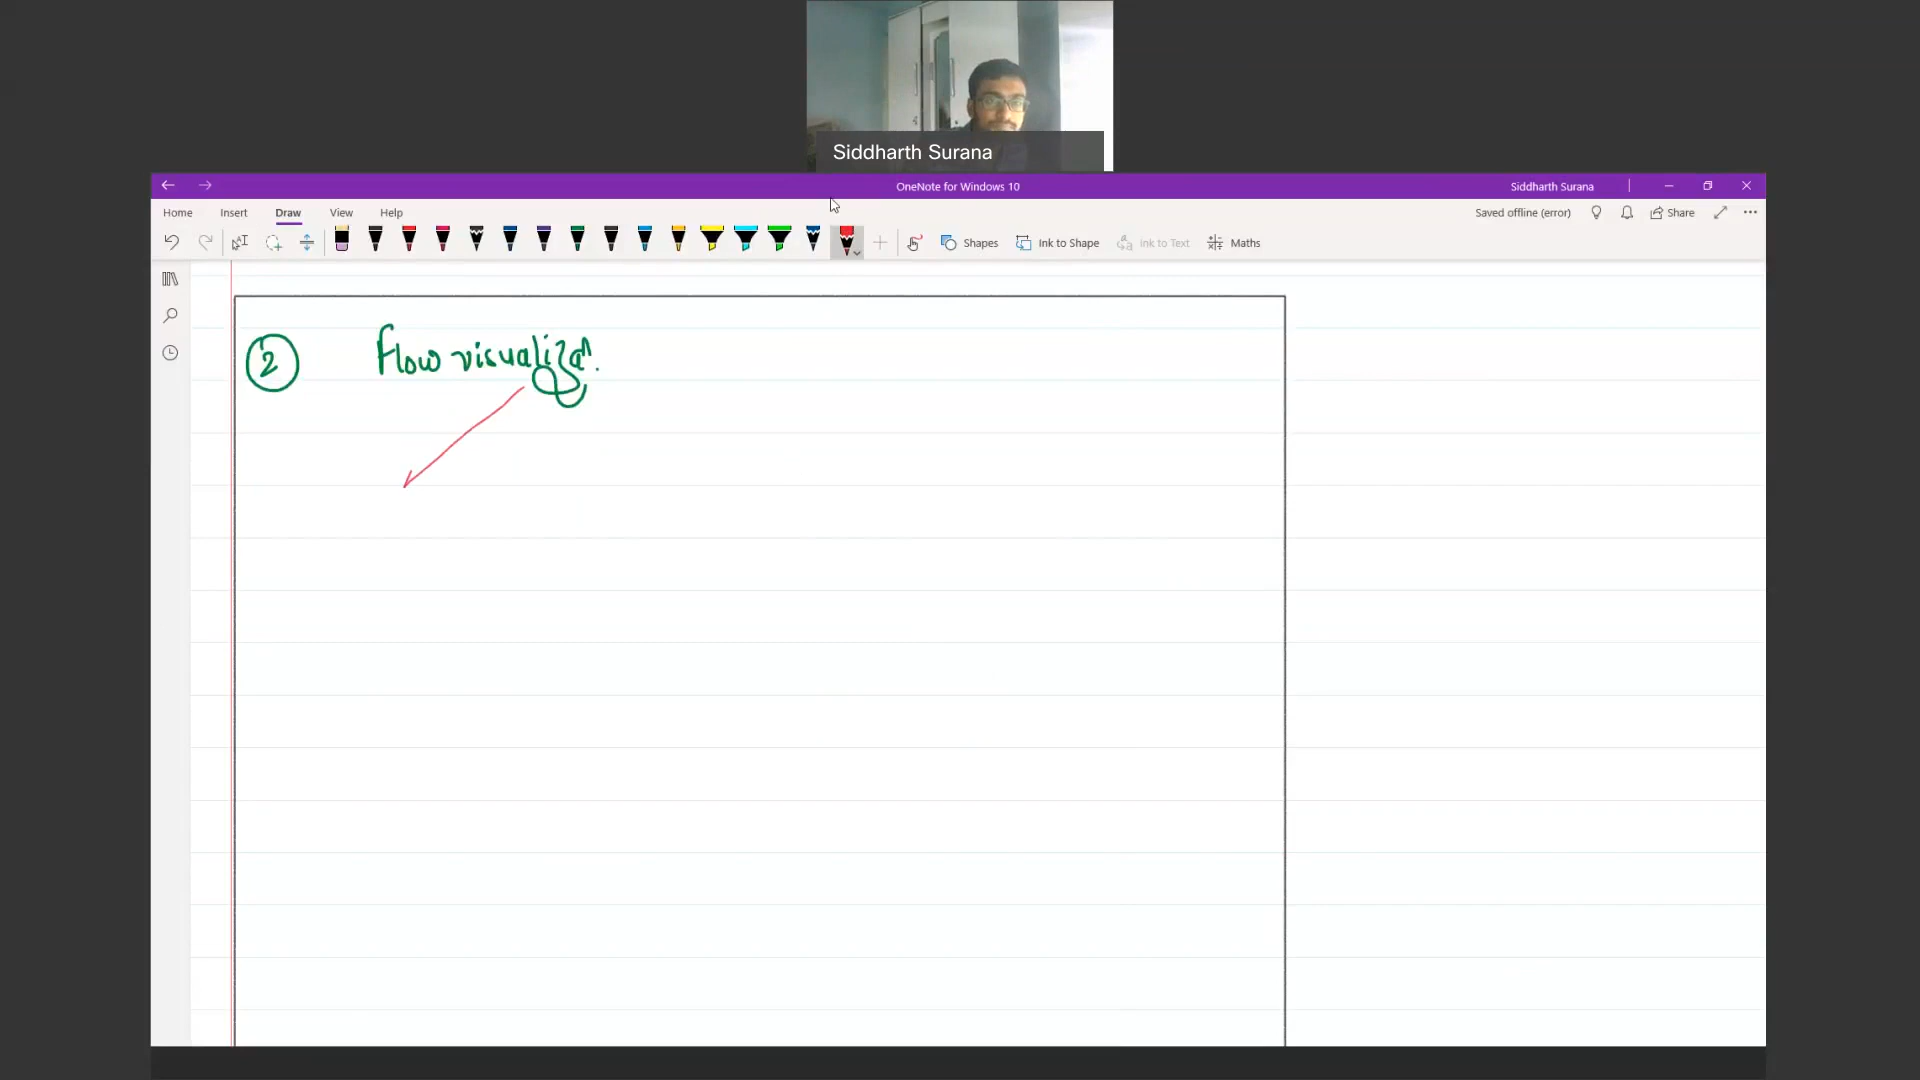 Siddharth Surana
OneNote for Windows 10
Siddharth Surana
Home Insert Draw View Help
Saved offline (error)
Share
Shapes
Ink to Shape
Ink to Text
Maths
2 Flow visualizaⁿ.